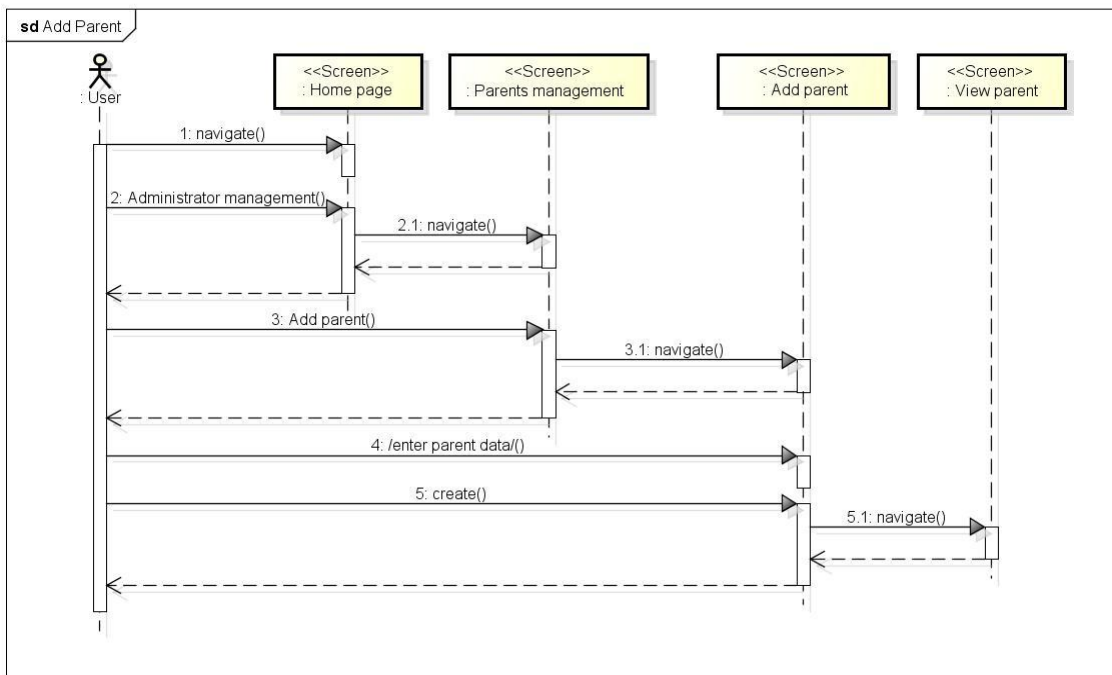 sd Add Parent
: User
<<Screen>>
: Home page
<<Screen>>
: Parents management
<<Screen>>
: Add parent
<<Screen>>
: View parent
1: navigate()
2: Administrator management()
2.1: navigate()
3: Add parent()
3.1: navigate()
4: /enter parent data/()
5: create()
5.1: navigate()